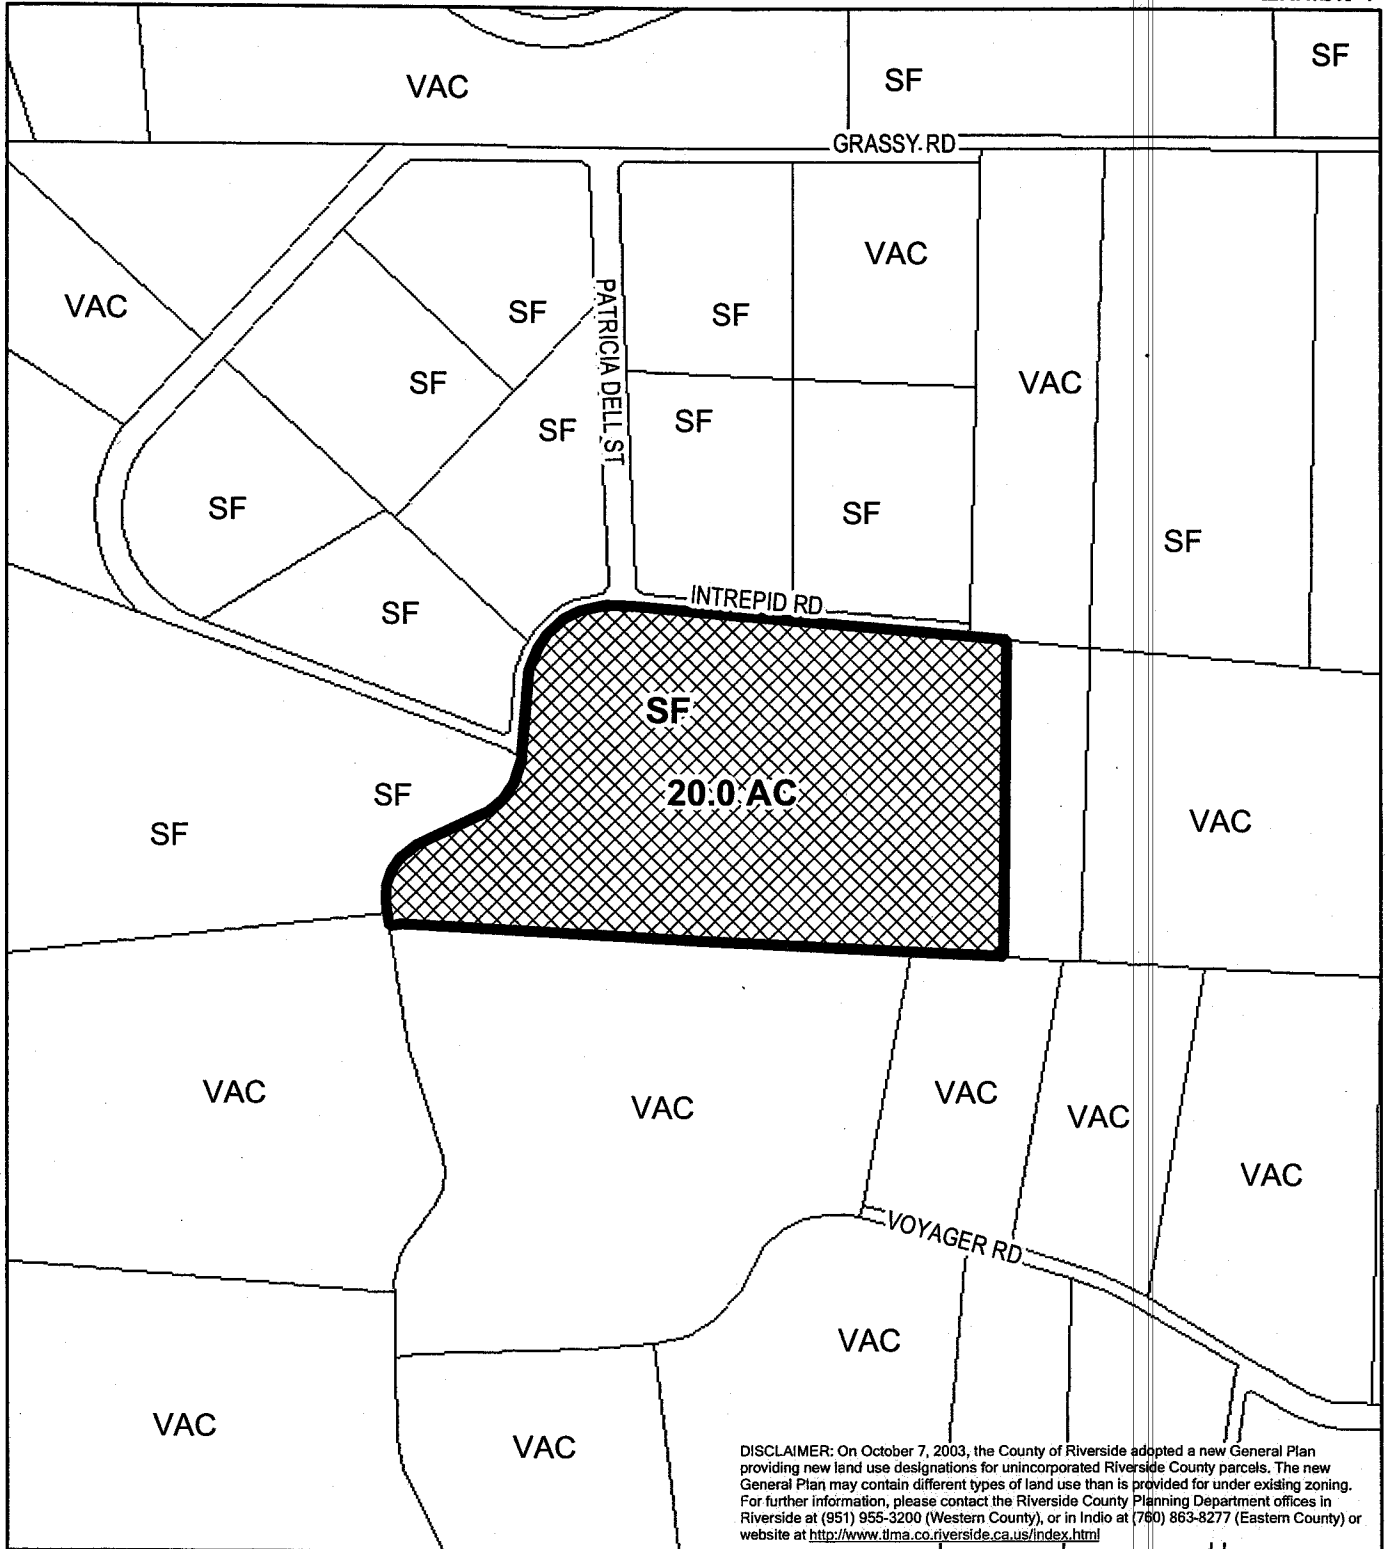 SF
VAC
SF
GRASSY RD
VAC
VAC
SF
SF
PATRICIA DELL ST
SF
VAC
SF
SF
SF
SF
SF
SF
INTREPID RD
SF
SF
20.0 AC
SF
SF
VAC
VAC
VAC
VAC
VAC
VAC
VOYAGER RD
VAC
VAC
VAC
DISCLAIMER: On October 7, 2003, the County of Riverside adopted a new General Plan
providing new land use designations for unincorporated Riverside County parcels. The new
General Plan may contain different types of land use than is provided for under existing zoning.
For further information, please contact the Riverside County Planning Department offices in
Riverside at (951) 955-3200 (Western County), or in Indio at (760) 863-8277 (Eastern County) or
website at http://www.tlma.co.riverside.ca.us/index.html